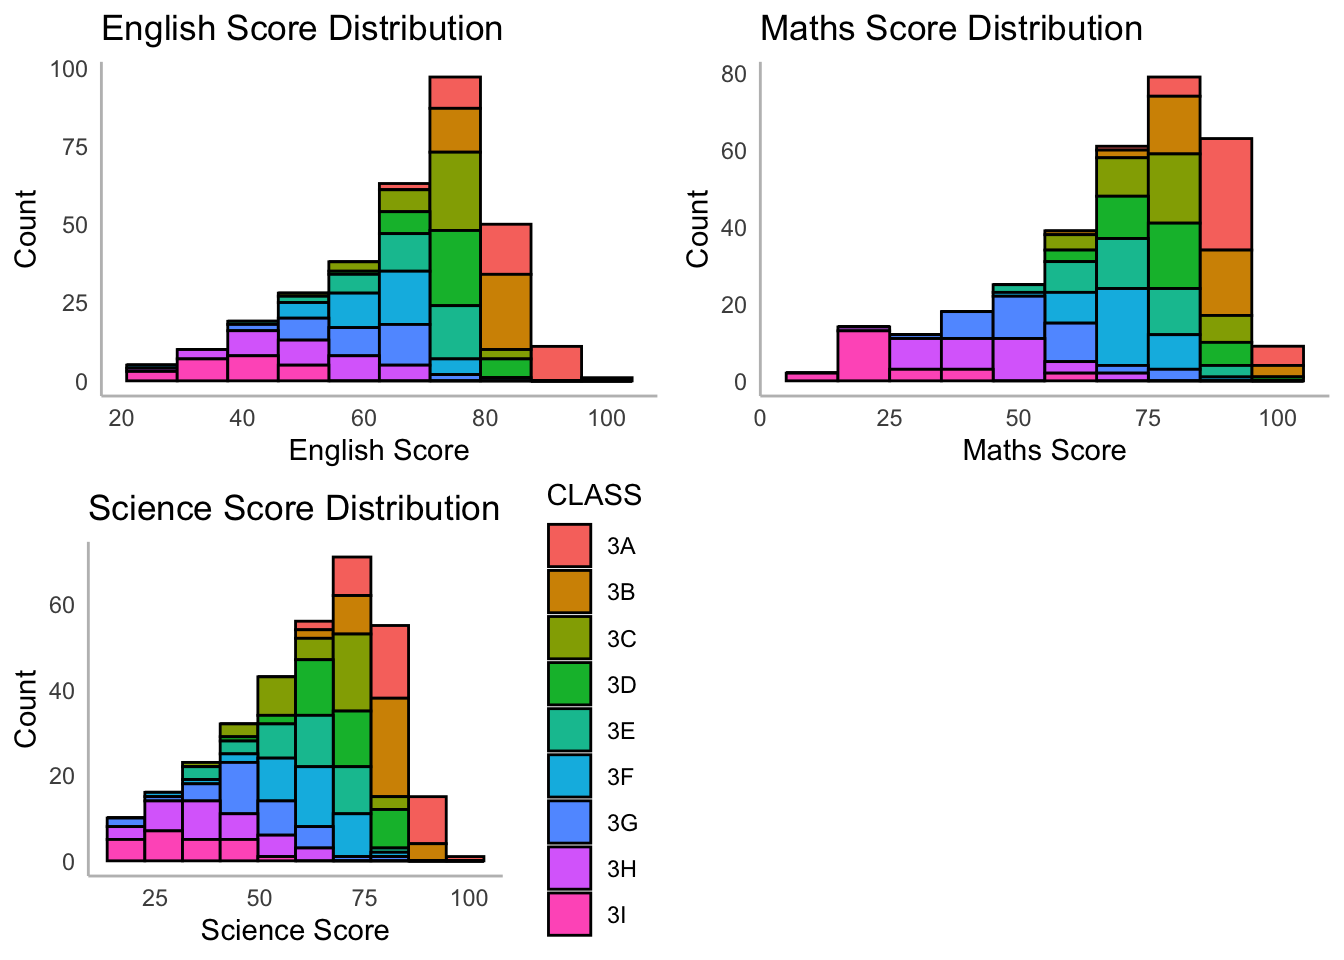 English Score Distribution
100
75
50
25
0
Count
20 40 60 80 100
English Score
Maths Score Distribution
80
60
40
20
0
Count
0 25 50 75 100
Maths Score
Science Score Distribution
60
40
20
0
Count
25 50 75 100
Science Score
CLASS
3A
3B
3C
3D
3E
3F
3G
3H
3I